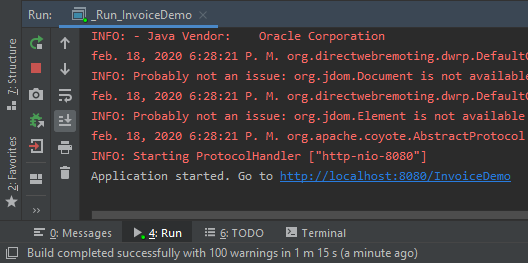 Run: _Run_InvoiceDemo
INFO: - Java Vendor: Oracle Corporation
feb. 18, 2020 6:28:21 P. M. org.directwebremoting.dwrp.Default
INFO: Probably not an issue: org.jdom.Document is not available
feb. 18, 2020 6:28:21 P. M. org.directwebremoting.dwrp.Default
INFO: Probably not an issue: org.jdom.Element is not available
feb. 18, 2020 6:28:21 P. M. org.apache.coyote.AbstractProtocol
INFO: Starting ProtocolHandler ["http-nio-8080"]
Application started. Go to http://localhost:8080/InvoiceDemo
7: Structure
2: Favorites
0: Messages 4: Run 6: TODO Terminal
Build completed successfully with 100 warnings in 1 m 15 s (a minute ago)